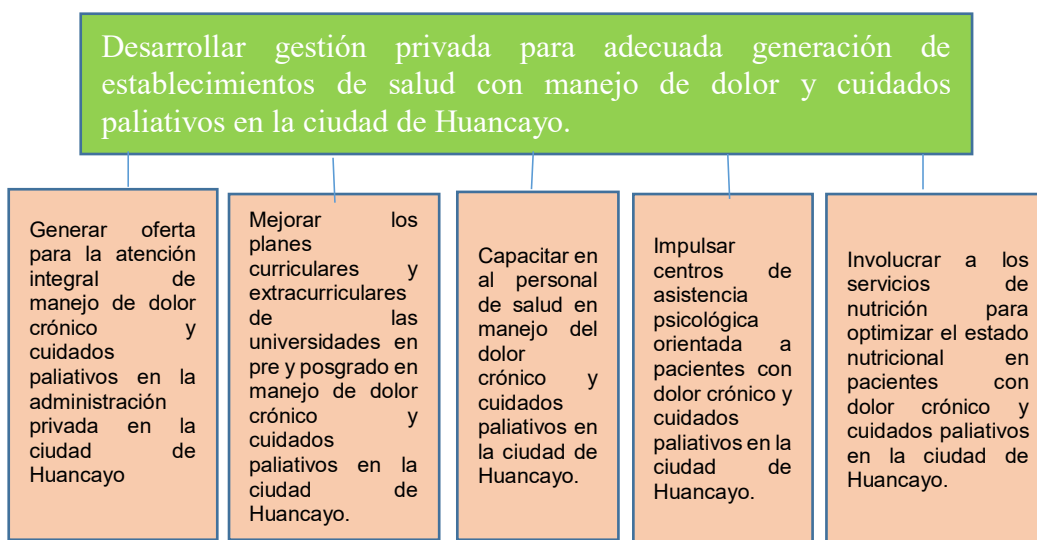 Desarrollar gestión privada para adecuada generación de
establecimientos de salud con manejo de dolor y cuidados
paliativos en la ciudad de Huancayo.
Generar oferta
para la atención
integral de
manejo de dolor
crónico y
cuidados
paliativos en la
administración
privada en la
ciudad de
Huancayo
Mejorar los
planes
curriculares y
extracurriculares
de las
universidades en
pre y posgrado en
manejo de dolor
crónico y
cuidados
paliativos en la
ciudad de
Huancayo.
Capacitar en
al personal
de salud en
manejo del
dolor
crónico y
cuidados
paliativos en
la ciudad de
Huancayo.
Impulsar
centros de
asistencia
psicológica
orientada a
pacientes con
dolor crónico y
cuidados
paliativos en la
ciudad de
Huancayo.
Involucrar a los
servicios de
nutrición para
optimizar el estado
nutricional en
pacientes con
dolor crónico y
cuidados paliativos
en la ciudad de
Huancayo.